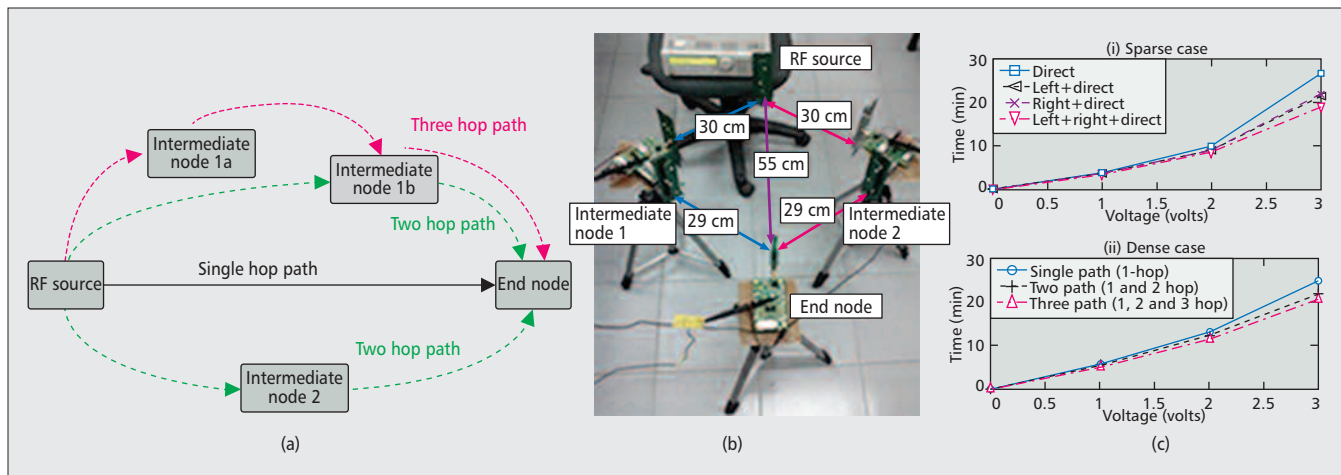 Intermediate
node 1a
Three hop path
Intermediate
node 1b
Two hop path
Single hop path
RF source
End node
Two hop path
Intermediate
node 2
(a)
RF source
30 cm
30 cm
55 cm
Intermediate
node 1
29 cm
29 cm
Intermediate
node 2
End node
(b)
(i) Sparse case
30
20
10
0
Time (min)
Direct
Left+direct
Right+direct
Left+right+direct
0
0.5
1
1.5
2
2.5
3
Voltage (volts)
(ii) Dense case
30
20
10
0
Time (min)
Single path (1-hop)
Two path (1 and 2 hop)
Three path (1, 2 and 3 hop)
0
0.5
1
1.5
2
2.5
3
Voltage (volts)
(c)